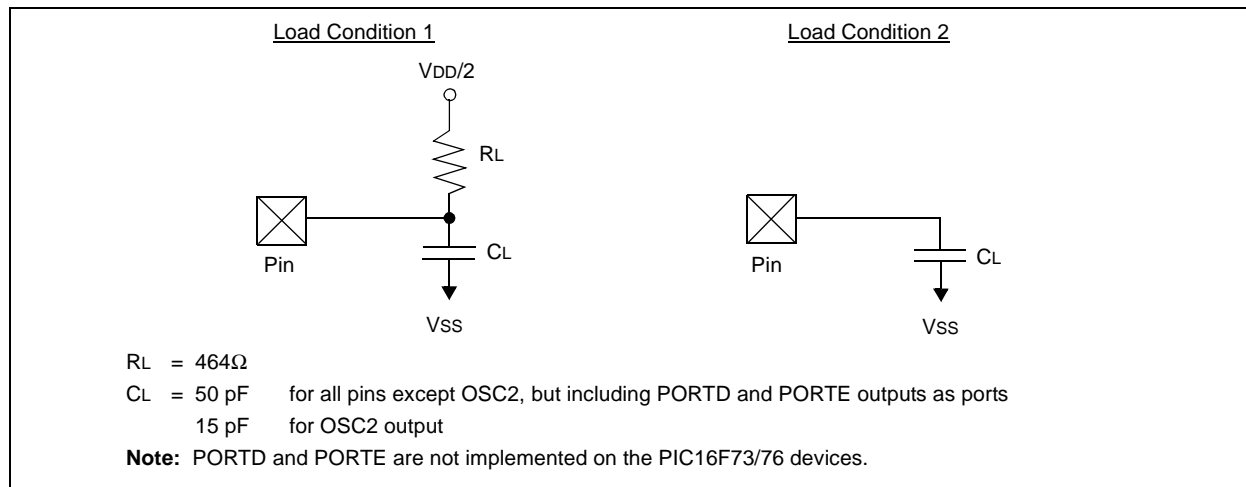 Load Condition 1
Load Condition 2
VDD/2
RL
Pin
CL
VSS
Pin
CL
VSS
RL = 464Ω
CL = 50 pF for all pins except OSC2, but including PORTD and PORTE outputs as ports
15 pF for OSC2 output
Note: PORTD and PORTE are not implemented on the PIC16F73/76 devices.